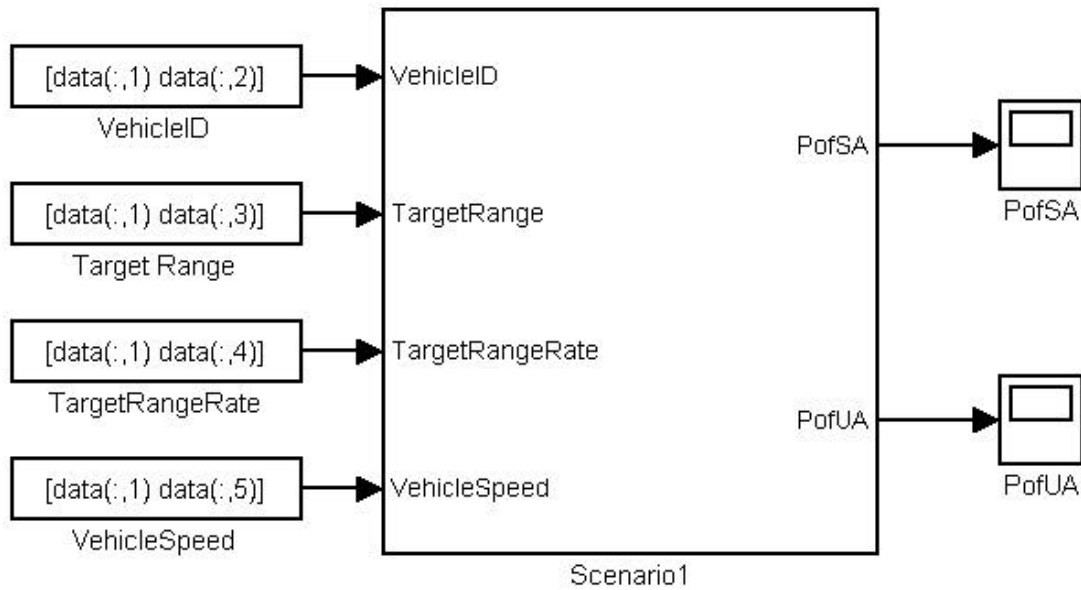 [data(:,1) data(:,2)]
VehicleID
[data(:,1) data(:,3)]
Target Range
[data(:,1) data(:,4)]
TargetRangeRate
[data(:,1) data(:,5)]
VehicleSpeed
VehicleID
TargetRange
TargetRangeRate
VehicleSpeed
PofSA
PofUA
Scenario1
PofSA
PofUA